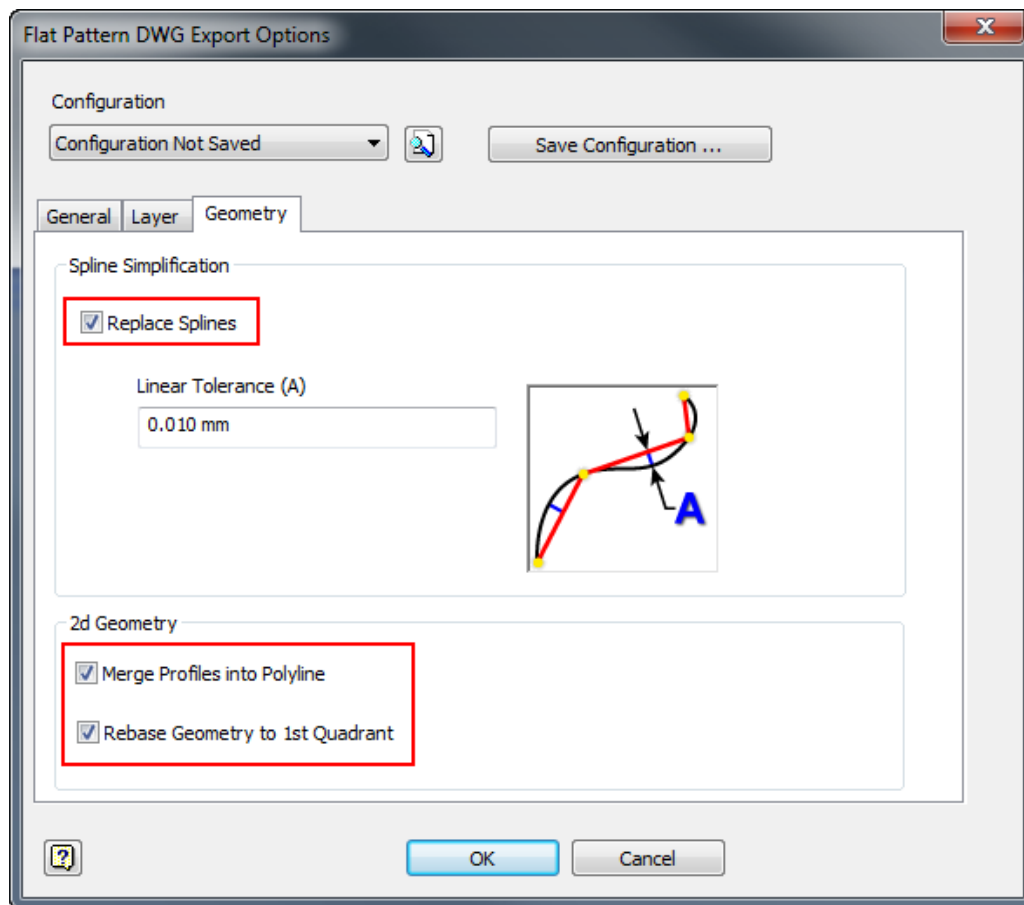 Flat Pattern DWG Export Options
X
Configuration
Configuration Not Saved
Save Configuration ...
General
Layer
Geometry
Spline Simplification
Replace Splines
Linear Tolerance (A)
0.010 mm
A
2d Geometry
Merge Profiles into Polyline
Rebase Geometry to 1st Quadrant
?
OK
Cancel